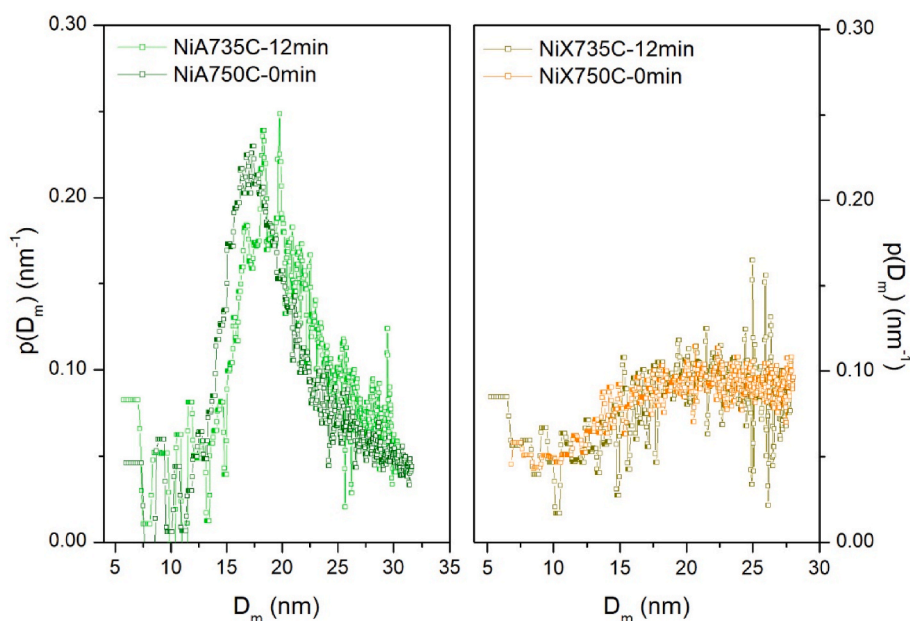 0.30
0.20
0.10
0.00
p(Dₘ) (nm⁻¹)
NiA735C-12min
NiA750C-0min
5 10 15 20 25 30 35
Dₘ (nm)
NiX735C-12min
NiX750C-0min
5 10 15 20 25 30
Dₘ (nm)
0.30
0.20
0.10
0.00
p(Dₘ) (nm⁻¹)